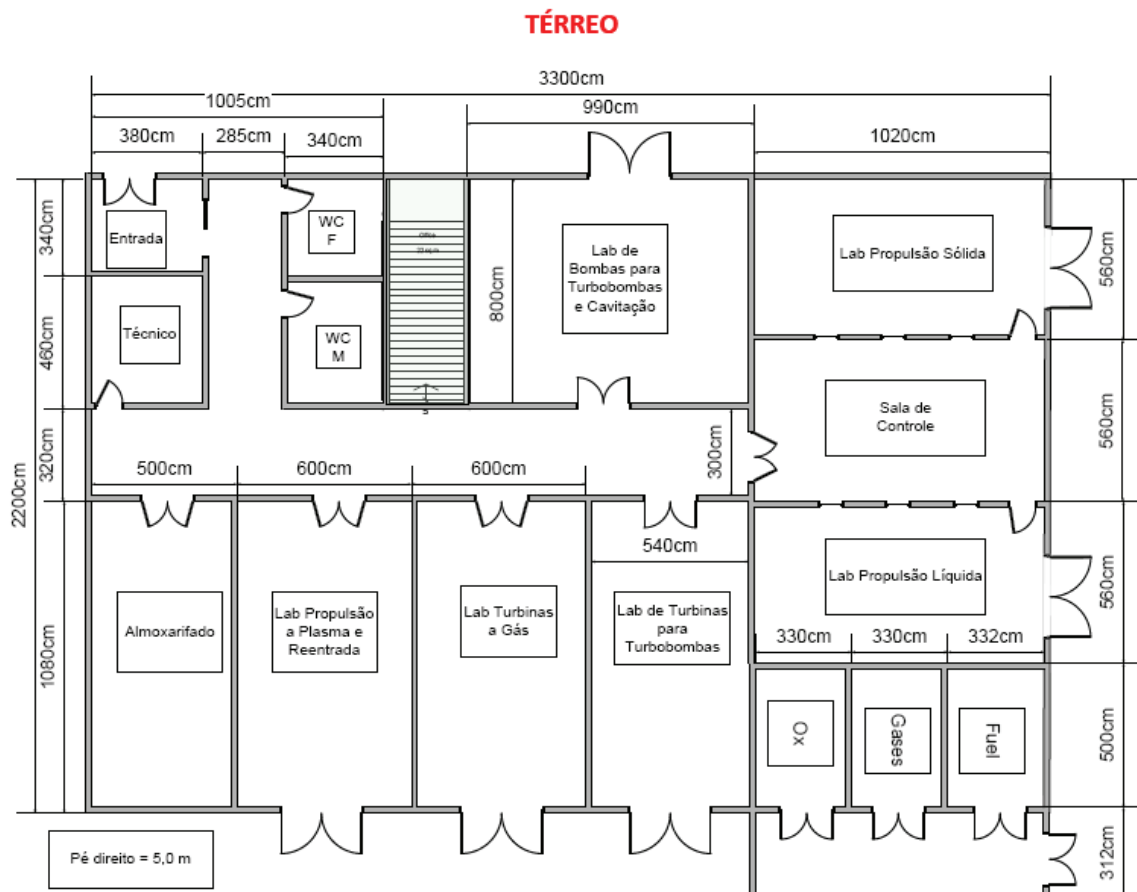 TÉRREO
3300cm
1005cm
990cm
380cm
285cm
340cm
1020cm
340cm
Entrada
WC
F
Lab de
Bombas para
Turbobombas
e Cavitação
Lab Propulsão Sólida
560cm
800cm
460cm
Técnico
WC
M
Sala de
Controle
560cm
S
2200cm
320cm
500cm
600cm
600cm
300cm
540cm
Lab Propulsão Líquida
560cm
1080cm
Almoxarifado
Lab Propulsão
a Plasma e
Reentrada
Lab Turbinas
a Gás
Lab de Turbinas
para
Turbobombas
330cm
330cm
332cm
Ox
Gases
Fuel
500cm
Pé direito = 5,0 m
312cm